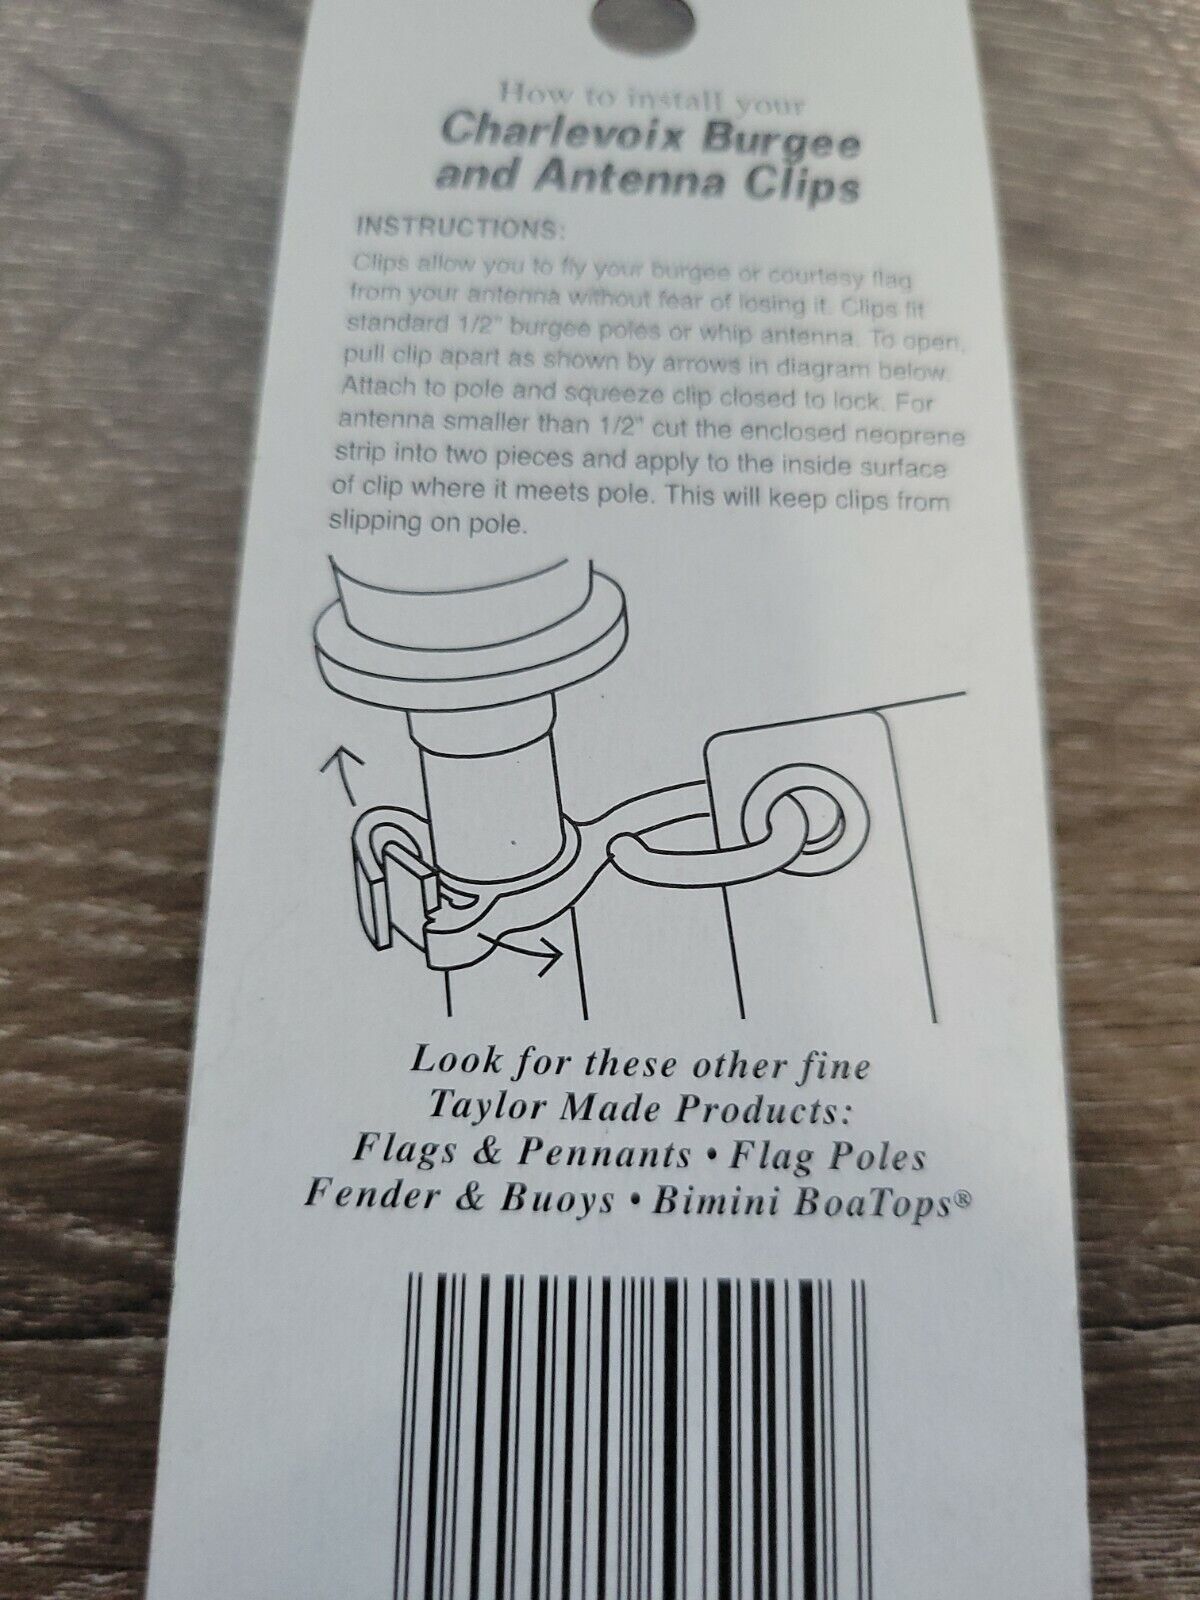 How to install your
Charlevoix Burgee
and Antenna Clips
INSTRUCTIONS:
Clips allow you to fly your burgee or courtesy flag
from your antenna without fear of losing it. Clips fit
standard 1/2" burgee poles or whip antenna. To open,
pull clip apart as shown by arrows in diagram below.
Attach to pole and squeeze clip closed to lock. For
antenna smaller than 1/2" cut the enclosed neoprene
strip into two pieces and apply to the inside surface
of clip where it meets pole. This will keep clips from
slipping on pole.
Look for these other fine
Taylor Made Products:
Flags & Pennants • Flag Poles
Fender & Buoys • Bimini BoaTops®